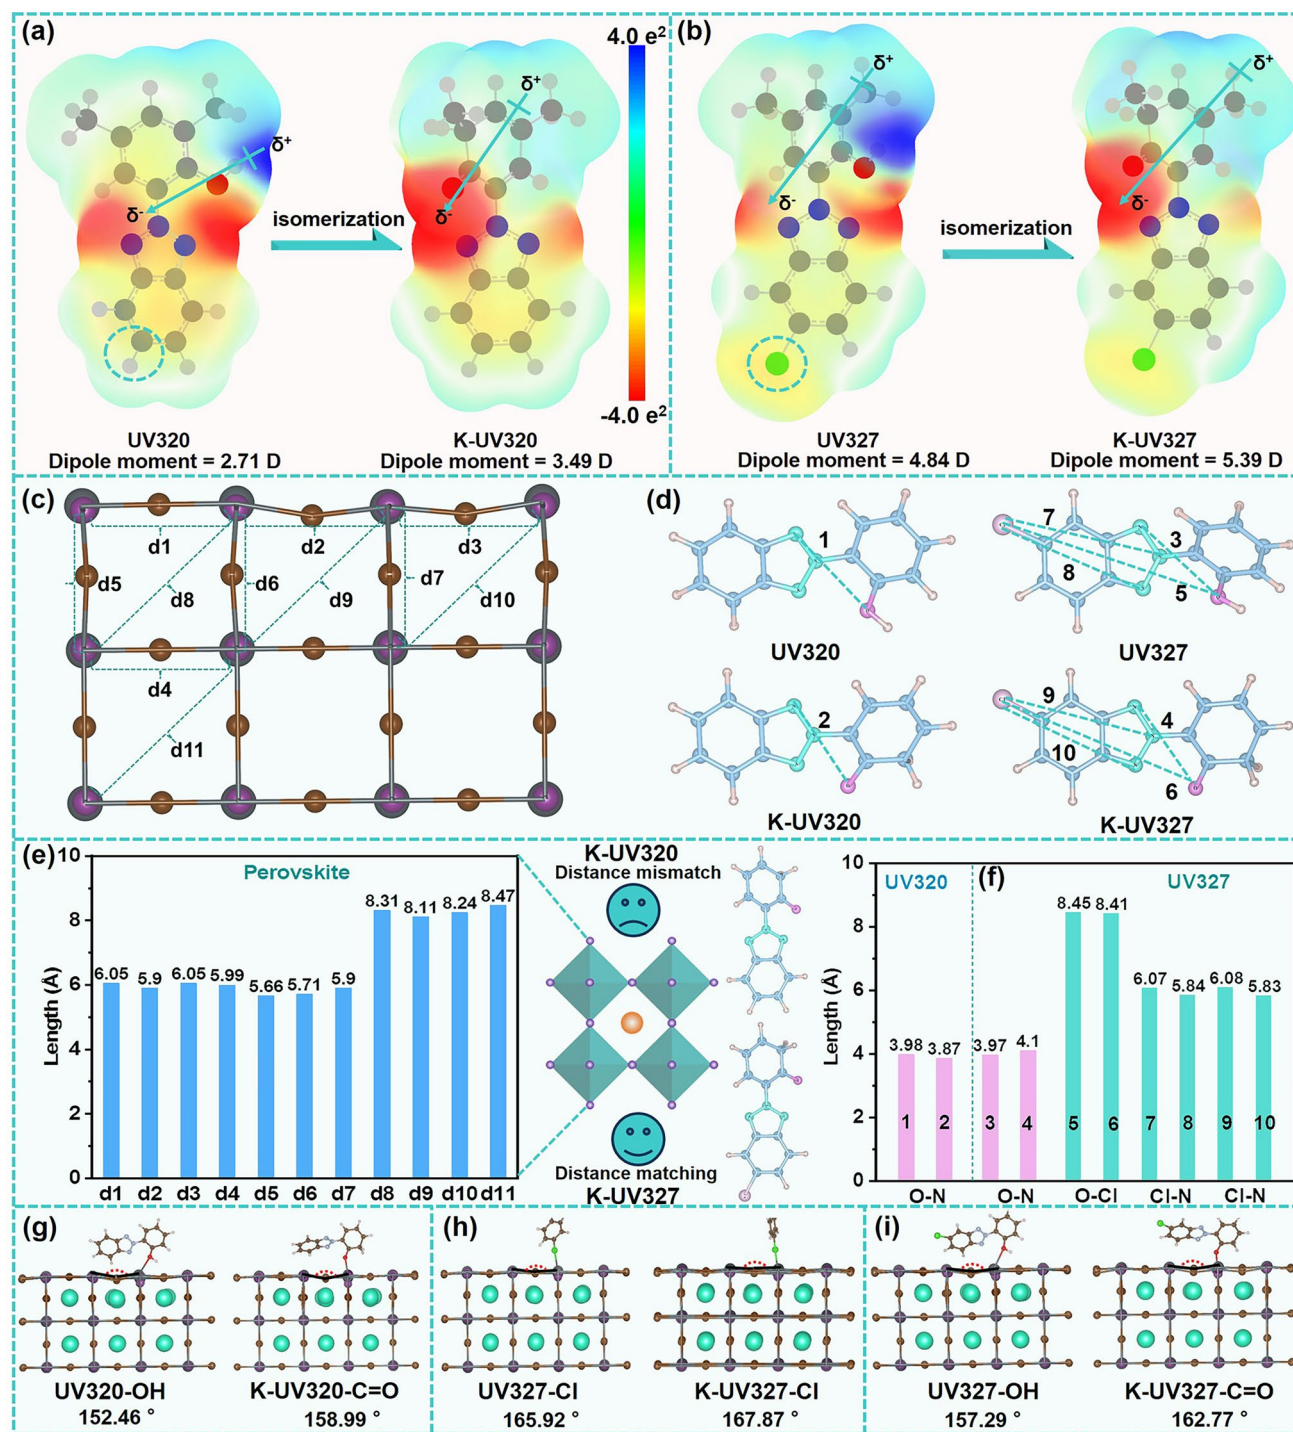 (a)
4.0 e²
(b)
δ⁺
δ⁺
δ⁺
δ⁺
δ⁻
δ⁻
δ⁻
δ⁻
isomerization
isomerization
-4.0 e²
UV320
K-UV320
UV327
K-UV327
Dipole moment = 2.71 D
Dipole moment = 3.49 D
Dipole moment = 4.84 D
Dipole moment = 5.39 D
(c)
d1
d2
d3
d5
d8
d6
d9
d7
d10
d4
d11
(d)
1
7
3
8
5
UV320
UV327
2
9
4
10
6
K-UV320
K-UV327
(e)
Perovskite
Length (Å)
10
8
6
4
2
0
6.05
5.9
6.05
5.99
5.66
5.71
5.9
8.31
8.11
8.24
8.47
d1 d2 d3 d4 d5 d6 d7 d8 d9 d10 d11
K-UV320
Distance mismatch
Distance matching
K-UV327
(f)
UV320
UV327
Length (Å)
10
8
6
4
2
0
3.98
3.87
3.97
4.1
8.45
8.41
6.07
5.84
6.08
5.83
1 2 3 4 5 6 7 8 9 10
O-N O-N O-Cl Cl-N Cl-N
(g)
UV320-OH
K-UV320-C=O
152.46 °
158.99 °
(h)
UV327-Cl
K-UV327-Cl
165.92 °
167.87 °
(i)
UV327-OH
K-UV327-C=O
157.29 °
162.77 °